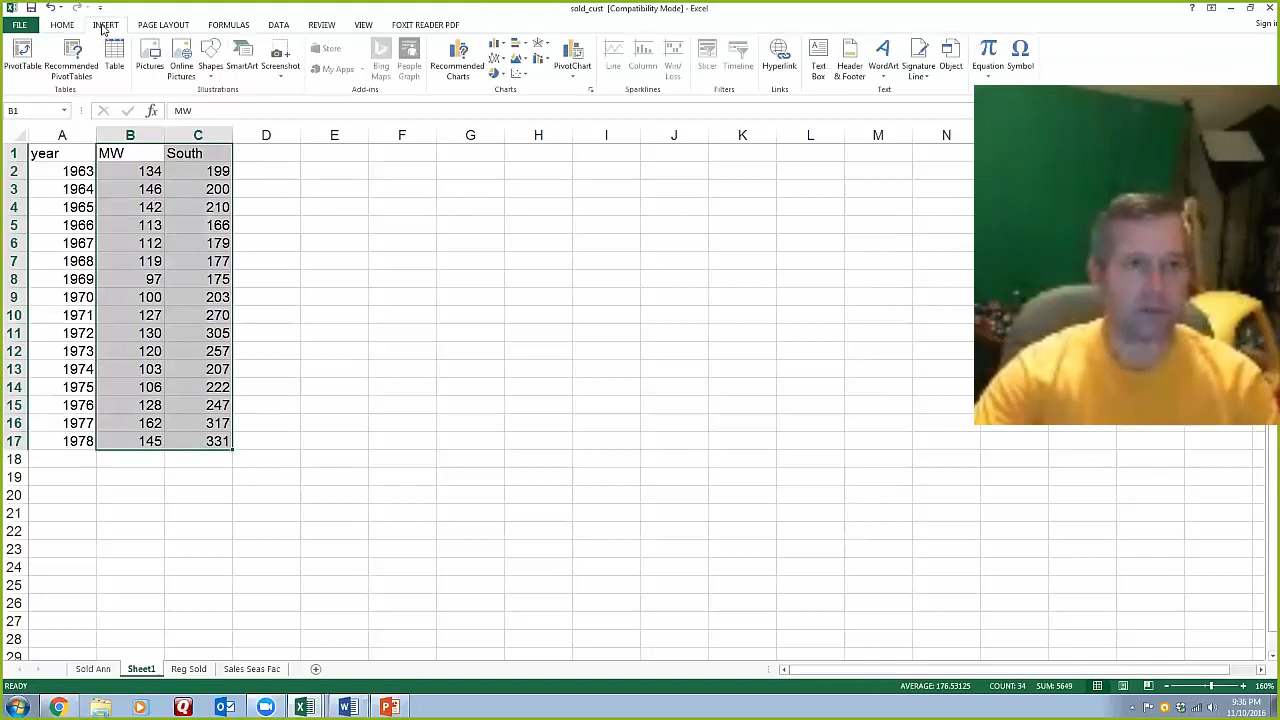 sold_cust [Compatibility Mode] - Excel
FILE HOME INSERT PAGE LAYOUT FORMULAS DATA REVIEW VIEW FOXIT READER PDF Sign in
PivotTable Recommended PivotTables Table Pictures Online Pictures Shapes SmartArt Screenshot Store My Apps Bing Maps People Graph Recommended Charts PivotChart Line Column Win/Loss Slicer Timeline Hyperlink Text Box Header & Footer WordArt Signature Line Object Equation Symbol
Tables Illustrations Add-ins Charts Sparklines Filters Links Text
B1 fx MW
A B C D E F G H I J K L M N
1 year MW South
2 1963 134 199
3 1964 146 200
4 1965 142 210
5 1966 113 166
6 1967 112 179
7 1968 119 177
8 1969 97 175
9 1970 100 203
10 1971 127 270
11 1972 130 305
12 1973 120 257
13 1974 103 207
14 1975 106 222
15 1976 128 247
16 1977 162 317
17 1978 145 331
18
19
20
21
22
23
24
25
26
27
28
29
Sold Ann Sheet1 Reg Sold Sales Seas Fac
READY AVERAGE: 176.53125 COUNT: 34 SUM: 5649 160%
9:36 PM
11/10/2016